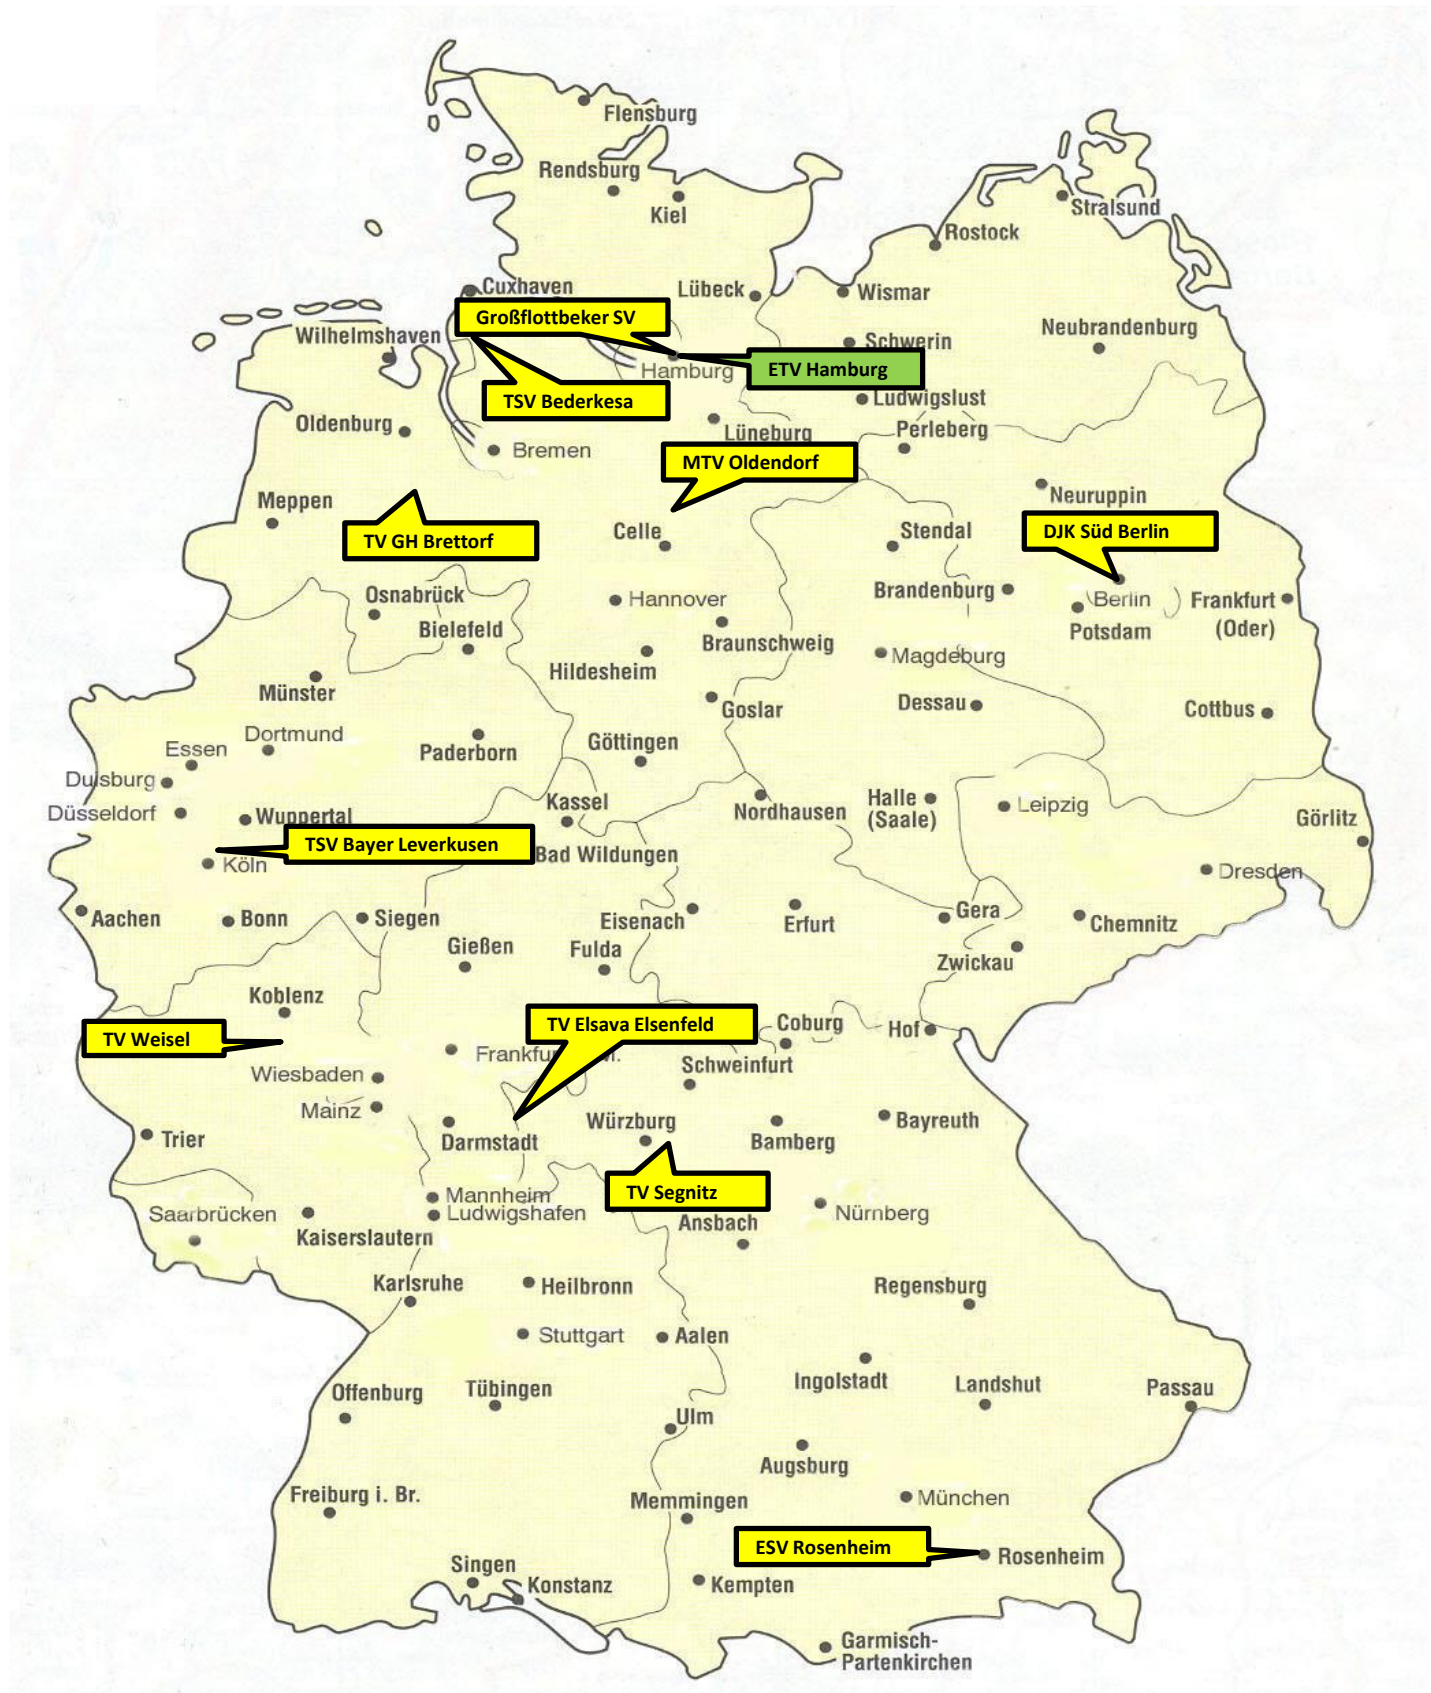 Flensburg
Rendsburg
Kiel
Stralsund
Rostock
Cuxhaven
Lübeck
Wismar
Großflottbeker SV
Wilhelmshaven
Neubrandenburg
Schwerin
Hamburg
ETV Hamburg
TSV Bederkesa
Ludwigslust
Oldenburg
Lüneburg
Perleberg
Bremen
MTV Oldendorf
Meppen
Neuruppin
TV GH Brettorf
Celle
Stendal
DJK Süd Berlin
Osnabrück
Hannover
Brandenburg
Berlin
Frankfurt
(Oder)
Bielefeld
Braunschweig
Potsdam
Hildesheim
Magdeburg
Münster
Goslar
Dessau
Cottbus
Dortmund
Essen
Paderborn
Göttingen
Duisburg
Düsseldorf
Wuppertal
Kassel
Nordhausen
Halle
(Saale)
Leipzig
Görlitz
TSV Bayer Leverkusen
Bad Wildungen
Köln
Dresden
Aachen
Bonn
Siegen
Eisenach
Erfurt
Gera
Chemnitz
Gießen
Fulda
Zwickau
Koblenz
TV Elsava Elsenfeld
Coburg
Hof
TV Weisel
Schweinfurt
Wiesbaden
Mainz
Würzburg
Bayreuth
Trier
Darmstadt
Bamberg
TV Segnitz
Mannheim
Ludwigshafen
Saarbrücken
Kaiserslautern
Ansbach
Nürnberg
Karlsruhe
Heilbronn
Regensburg
Stuttgart
Aalen
Offenburg
Tübingen
Ingolstadt
Landshut
Passau
Ulm
Augsburg
Freiburg i. Br.
Memmingen
München
ESV Rosenheim
Rosenheim
Singen
Konstanz
Kempten
Garmisch-
Partenkirchen